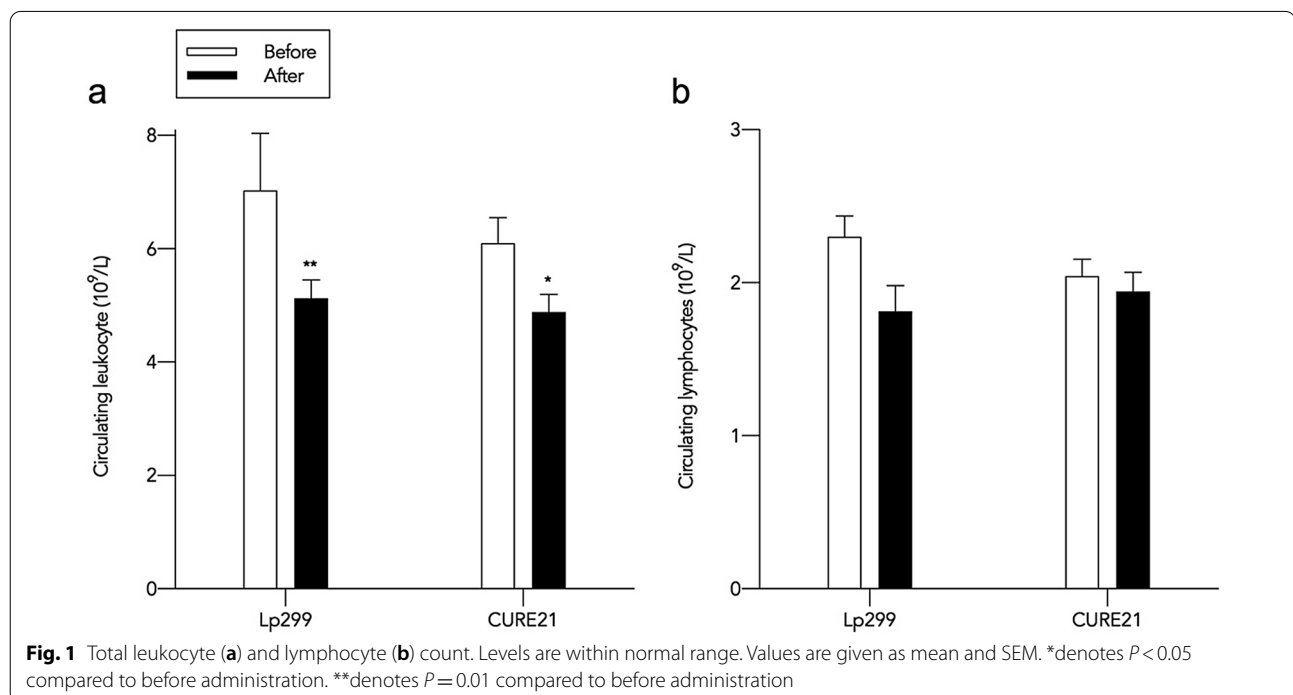 Before
After
a
8
6
4
2
0
Circulating leukocyte (10⁹/L)
**
*
Lp299
CURE21
b
3
2
1
0
Circulating lymphocytes (10⁹/L)
Lp299
CURE21
Fig. 1 Total leukocyte (a) and lymphocyte (b) count. Levels are within normal range. Values are given as mean and SEM. *denotes P < 0.05
compared to before administration. **denotes P = 0.01 compared to before administration